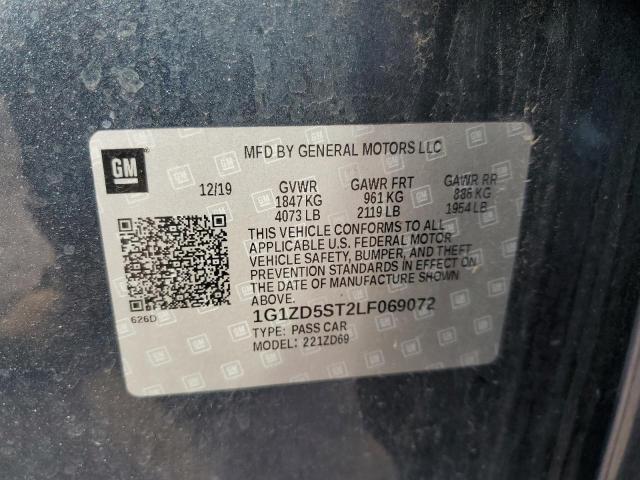 GM
MFD BY GENERAL MOTORS LLC
12/19 GVWR GAWR FRT GAWR RR
1847 KG 961 KG 886 KG
4073 LB 2119 LB 1954 LB
THIS VEHICLE CONFORMS TO ALL
APPLICABLE U.S. FEDERAL MOTOR
VEHICLE SAFETY, BUMPER, AND THEFT
PREVENTION STANDARDS IN EFFECT ON
THE DATE OF MANUFACTURE SHOWN
ABOVE.
626D
1G1ZD5ST2LF069072
TYPE: PASS CAR
MODEL: 221ZD69